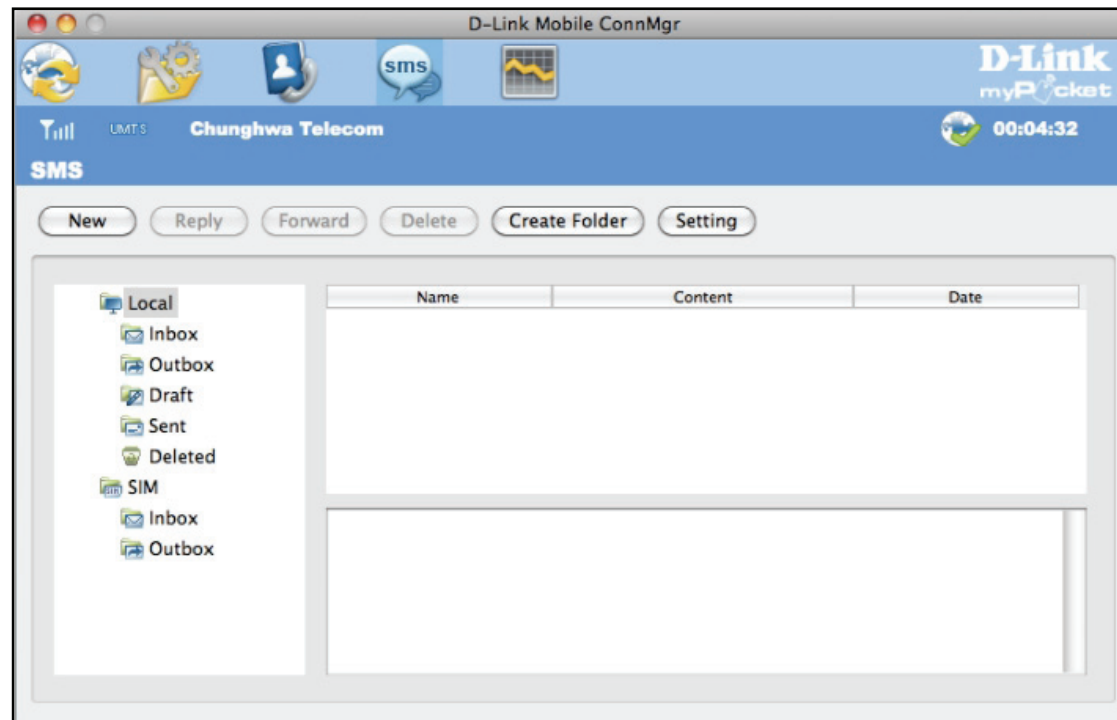 D-Link Mobile ConnMgr
sms
D-Link
myPocket
UMTS Chunghwa Telecom 00:04:32
SMS
New Reply Forward Delete Create Folder Setting
Name Content Date
Local
Inbox
Outbox
Draft
Sent
Deleted
SIM
Inbox
Outbox